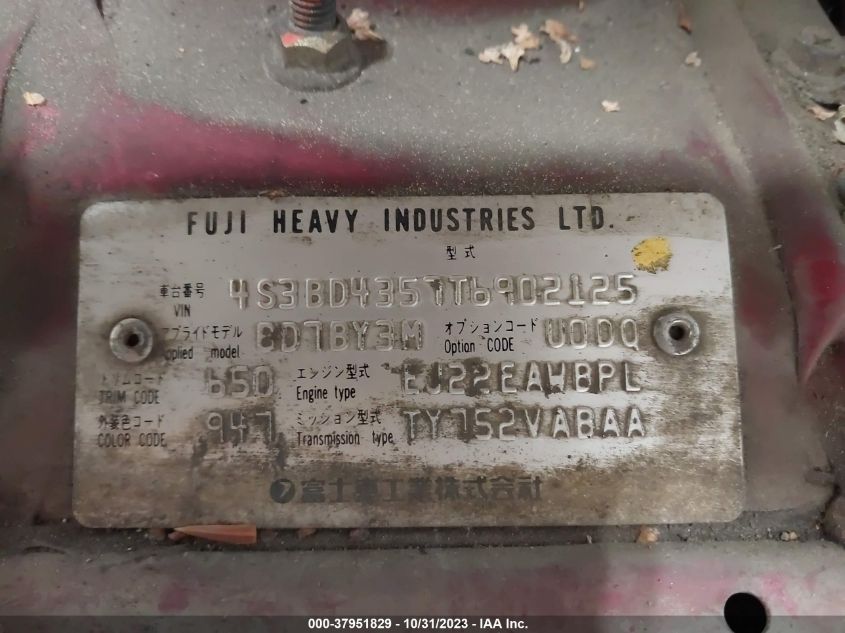 FUJI HEAVY INDUSTRIES LTD.
型式
車台番号 4S3BD4357T6902125
VIN
アプライドモデル BD7BY3M オプションコード U0DQ
applied model Option CODE
トリムコード 650 エンジン型式 EJ22EAWBPL
TRIM CODE Engine type
外装色コード 947 ミッション型式 TY752VABAA
COLOR CODE Transmission type
富士重工業株式会社
000-37951829 - 10/31/2023 - IAA Inc.